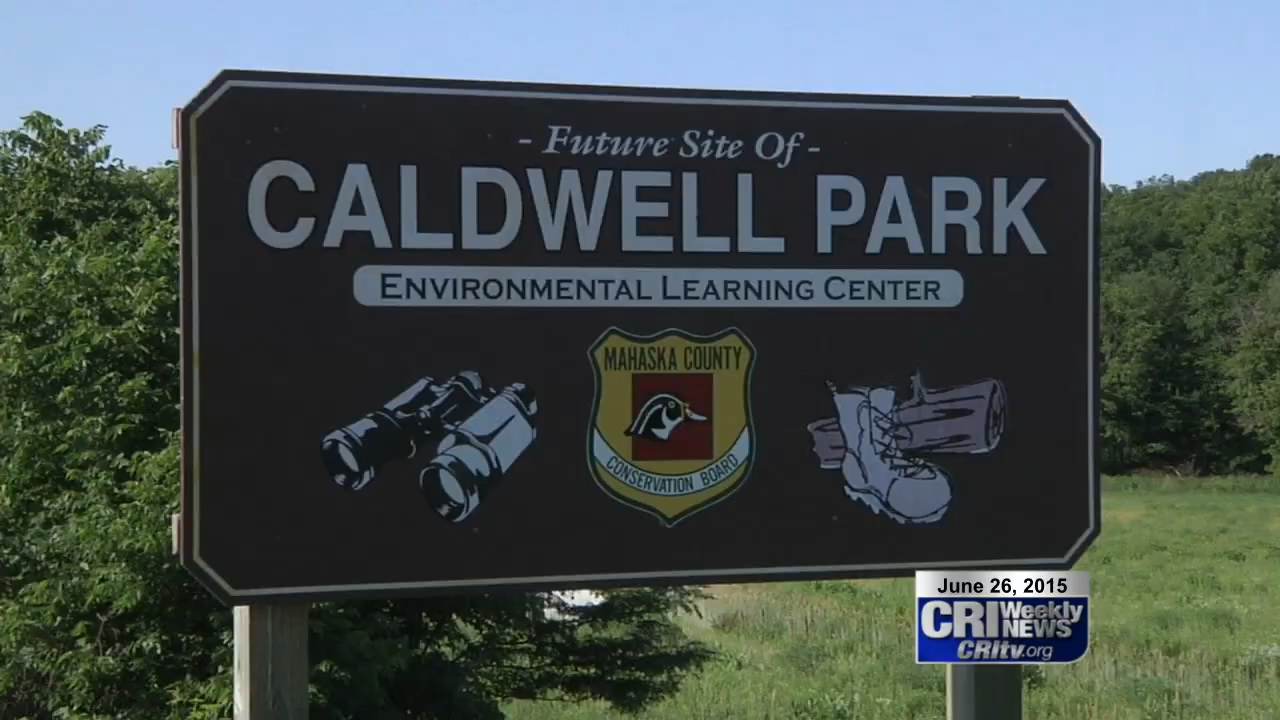 - Future Site Of -
CALDWELL PARK
ENVIRONMENTAL LEARNING CENTER
MAHASKA COUNTY
CONSERVATION BOARD
June 26, 2015
CRI Weekly NEWS
CRItv.org